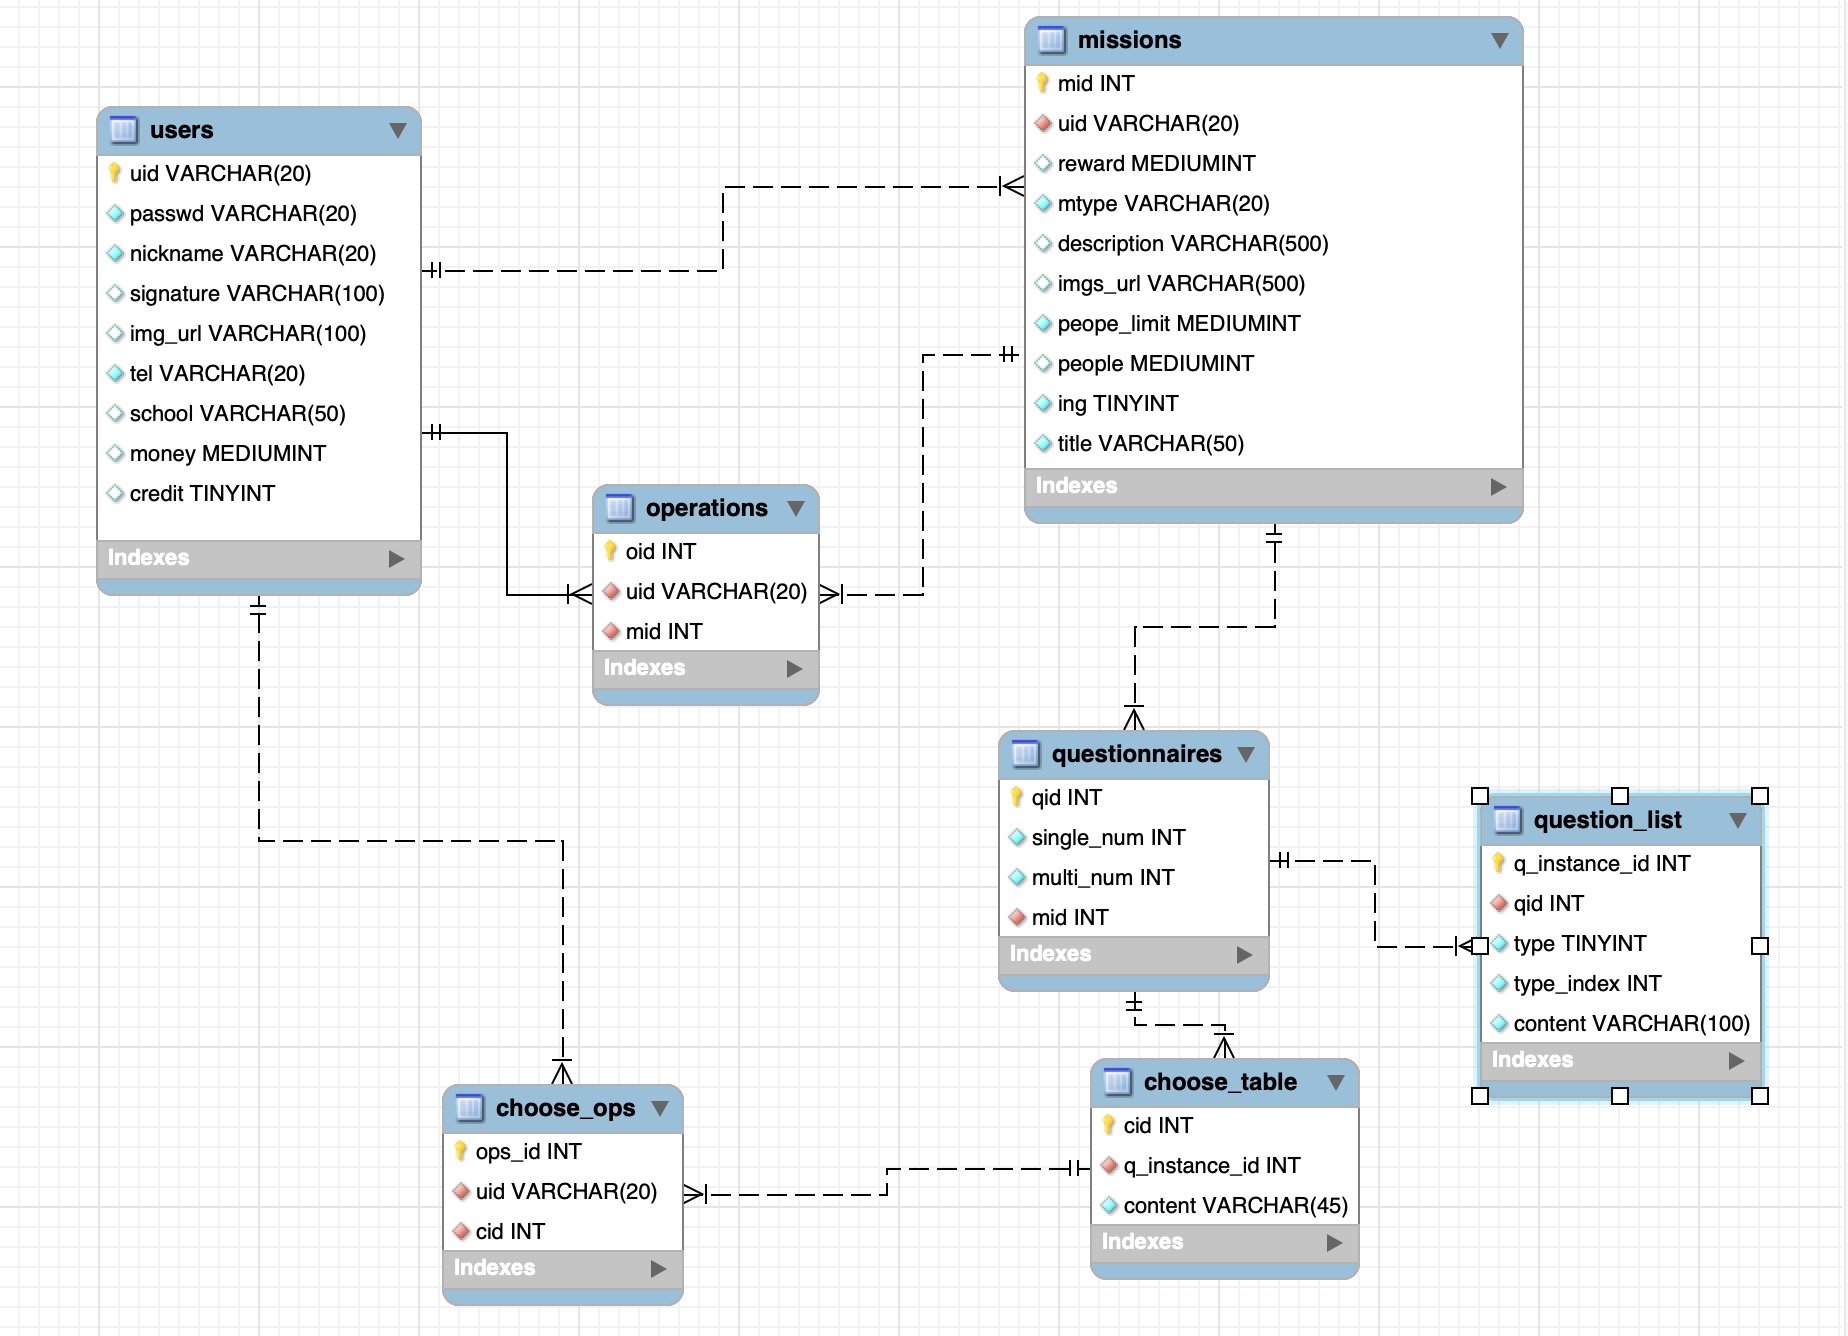 missions
mid INT
uid VARCHAR(20)
reward MEDIUMINT
mtype VARCHAR(20)
description VARCHAR(500)
imgs_url VARCHAR(500)
peope_limit MEDIUMINT
people MEDIUMINT
ing TINYINT
title VARCHAR(50)
Indexes
users
uid VARCHAR(20)
passwd VARCHAR(20)
nickname VARCHAR(20)
signature VARCHAR(100)
img_url VARCHAR(100)
tel VARCHAR(20)
school VARCHAR(50)
money MEDIUMINT
credit TINYINT
Indexes
operations
oid INT
uid VARCHAR(20)
mid INT
Indexes
questionnaires
qid INT
single_num INT
multi_num INT
mid INT
Indexes
question_list
q_instance_id INT
qid INT
type TINYINT
type_index INT
content VARCHAR(100)
Indexes
choose_ops
ops_id INT
uid VARCHAR(20)
cid INT
Indexes
choose_table
cid INT
q_instance_id INT
content VARCHAR(45)
Indexes